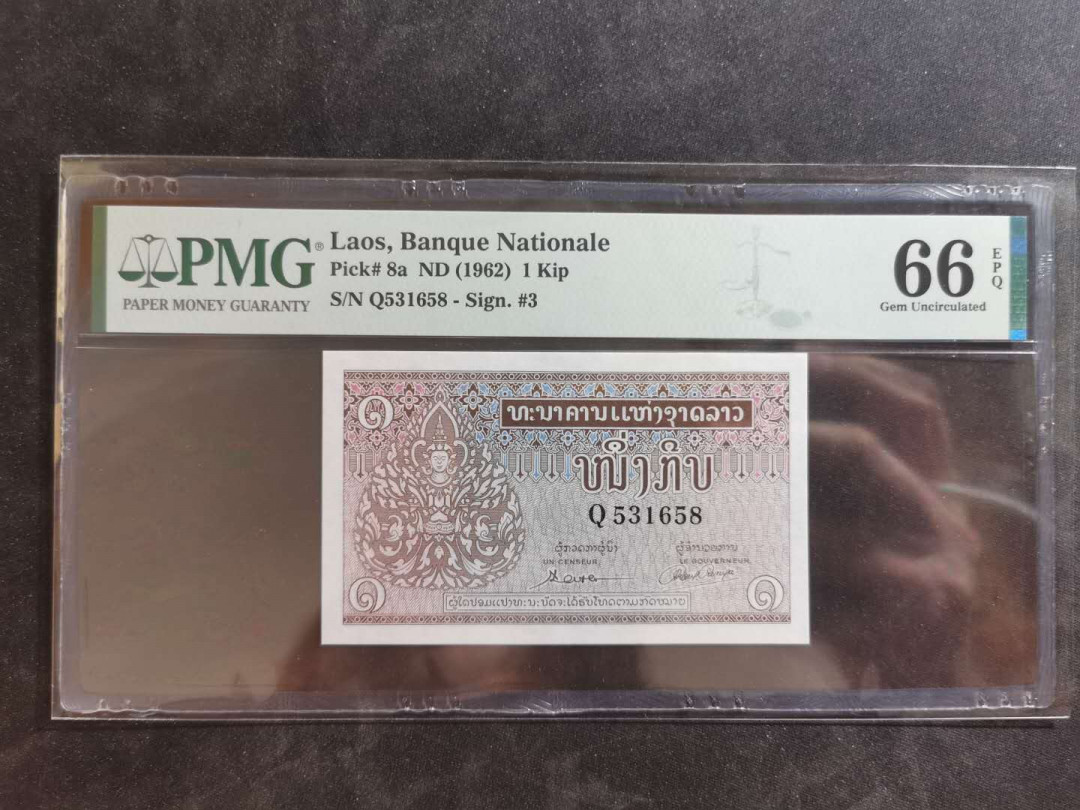 PMG®
PAPER MONEY GUARANTY
Laos, Banque Nationale
Pick# 8a ND (1962) 1 Kip
S/N Q531658 - Sign. #3
66 EPQ
Gem Uncirculated
໑
ທະນາຄານແຫ່ງຊາດລາວ
ໜຶ່ງກີບ
Q 531658
UN CENSEUR
LE GOUVERNEUR
໑
໑